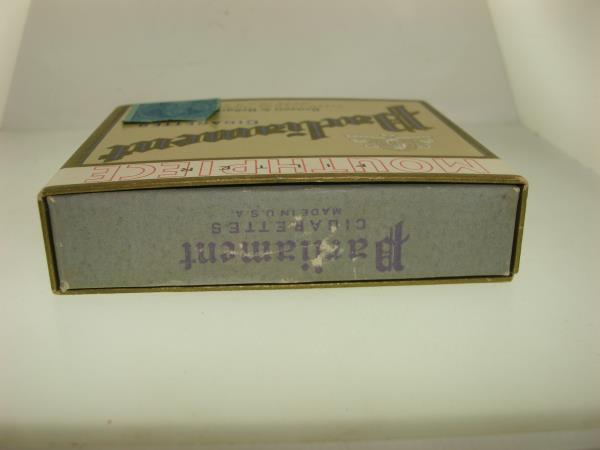 Parliament
CIGARETTES
MOUTHPIECE
Parliament
CIGARETTES
MADE IN U.S.A.